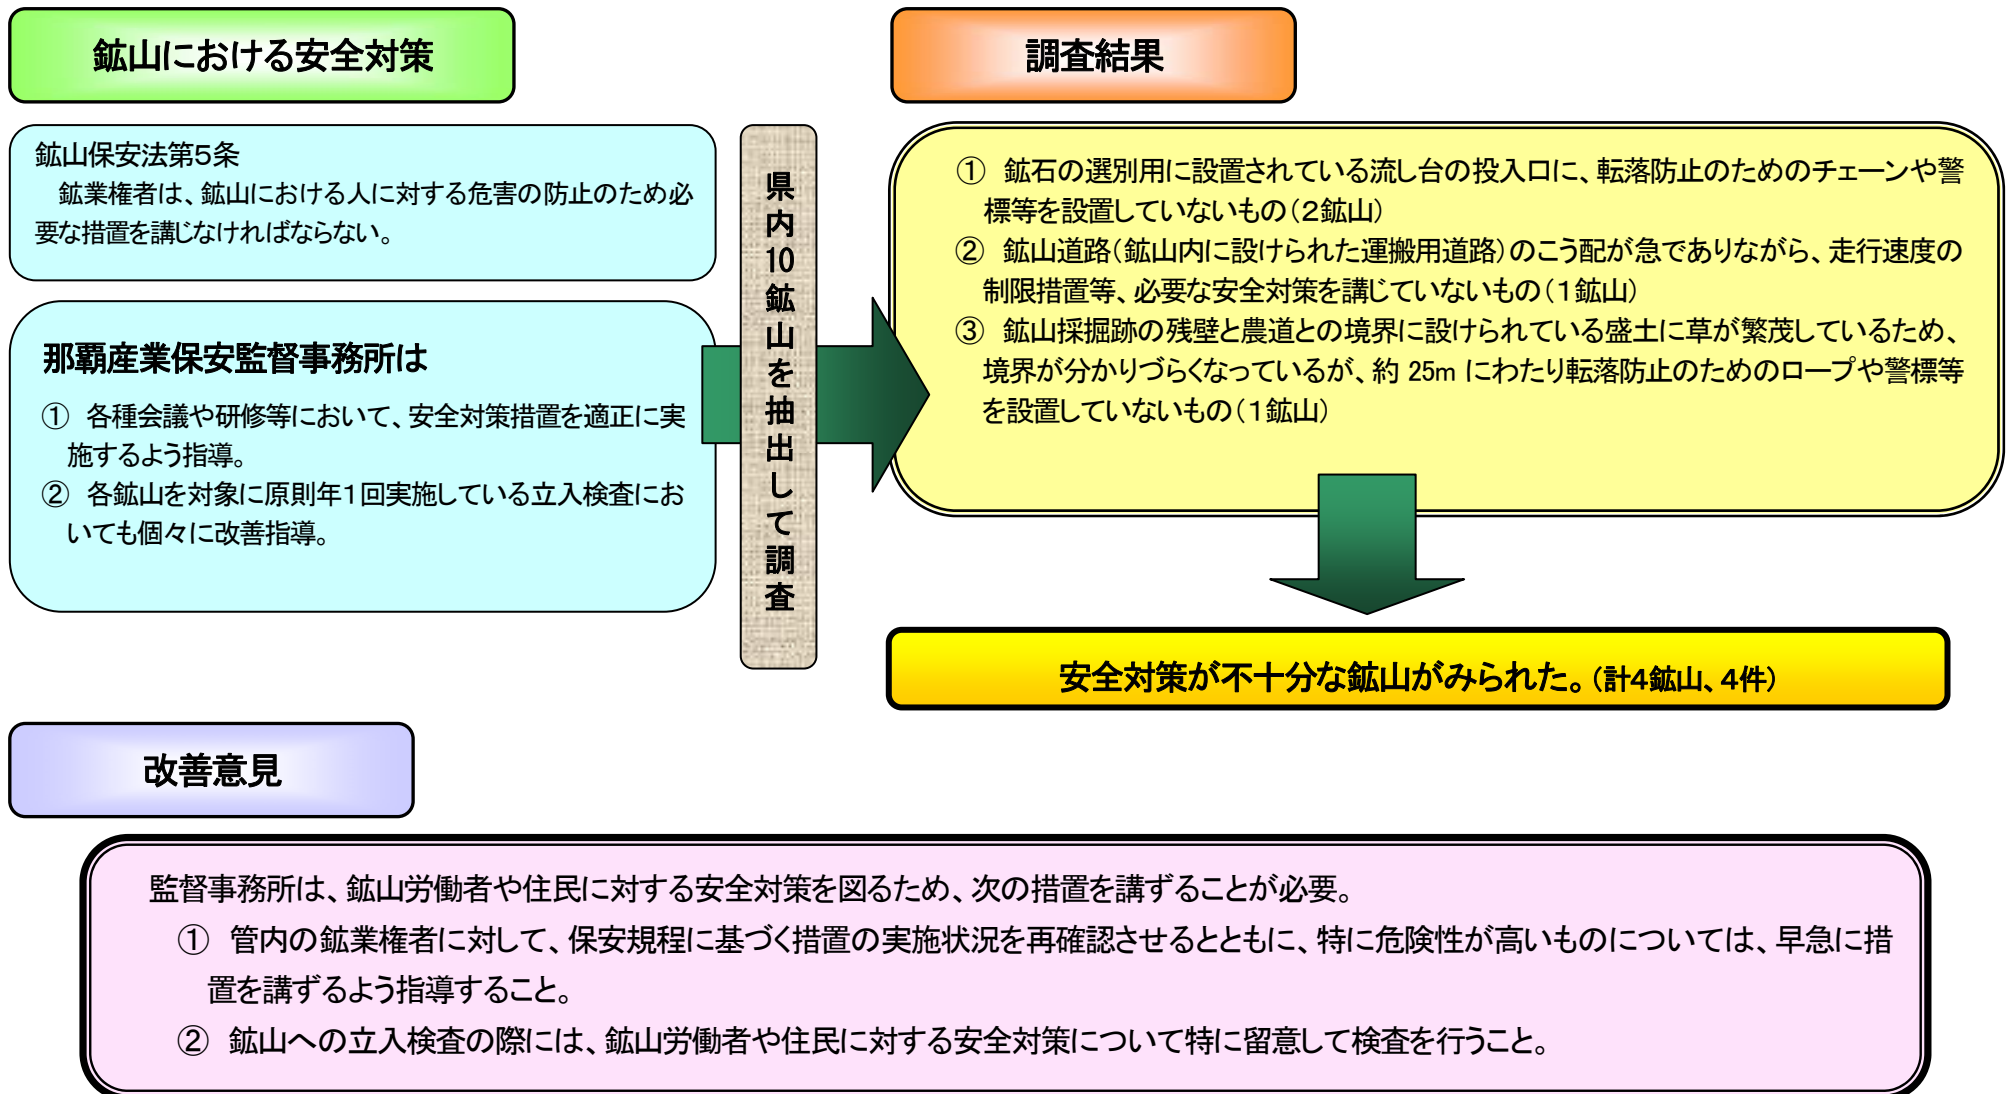 鉱山における安全対策
鉱山保安法第5条
鉱業権者は、鉱山における人に対する危害の防止のため必
要な措置を講じなければならない。
那覇産業保安監督事務所は
① 各種会議や研修等において、安全対策措置を適正に実
施するよう指導。
② 各鉱山を対象に原則年1回実施している立入検査にお
いても個々に改善指導。
県内10鉱山を抽出して調査
調査結果
① 鉱石の選別用に設置されている流し台の投入口に、転落防止のためのチェーンや警
標等を設置していないもの(2鉱山)
② 鉱山道路(鉱山内に設けられた運搬用道路)のこう配が急でありながら、走行速度の
制限措置等、必要な安全対策を講じていないもの(1鉱山)
③ 鉱山採掘跡の残壁と農道との境界に設けられている盛土に草が繁茂しているため、
境界が分かりづらくなっているが、約 25m にわたり転落防止のためのロープや警標等
を設置していないもの(1鉱山)
安全対策が不十分な鉱山がみられた。(計4鉱山、4件)
改善意見
監督事務所は、鉱山労働者や住民に対する安全対策を図るため、次の措置を講ずることが必要。
① 管内の鉱業権者に対して、保安規程に基づく措置の実施状況を再確認させるとともに、特に危険性が高いものについては、早急に措
置を講ずるよう指導すること。
② 鉱山への立入検査の際には、鉱山労働者や住民に対する安全対策について特に留意して検査を行うこと。